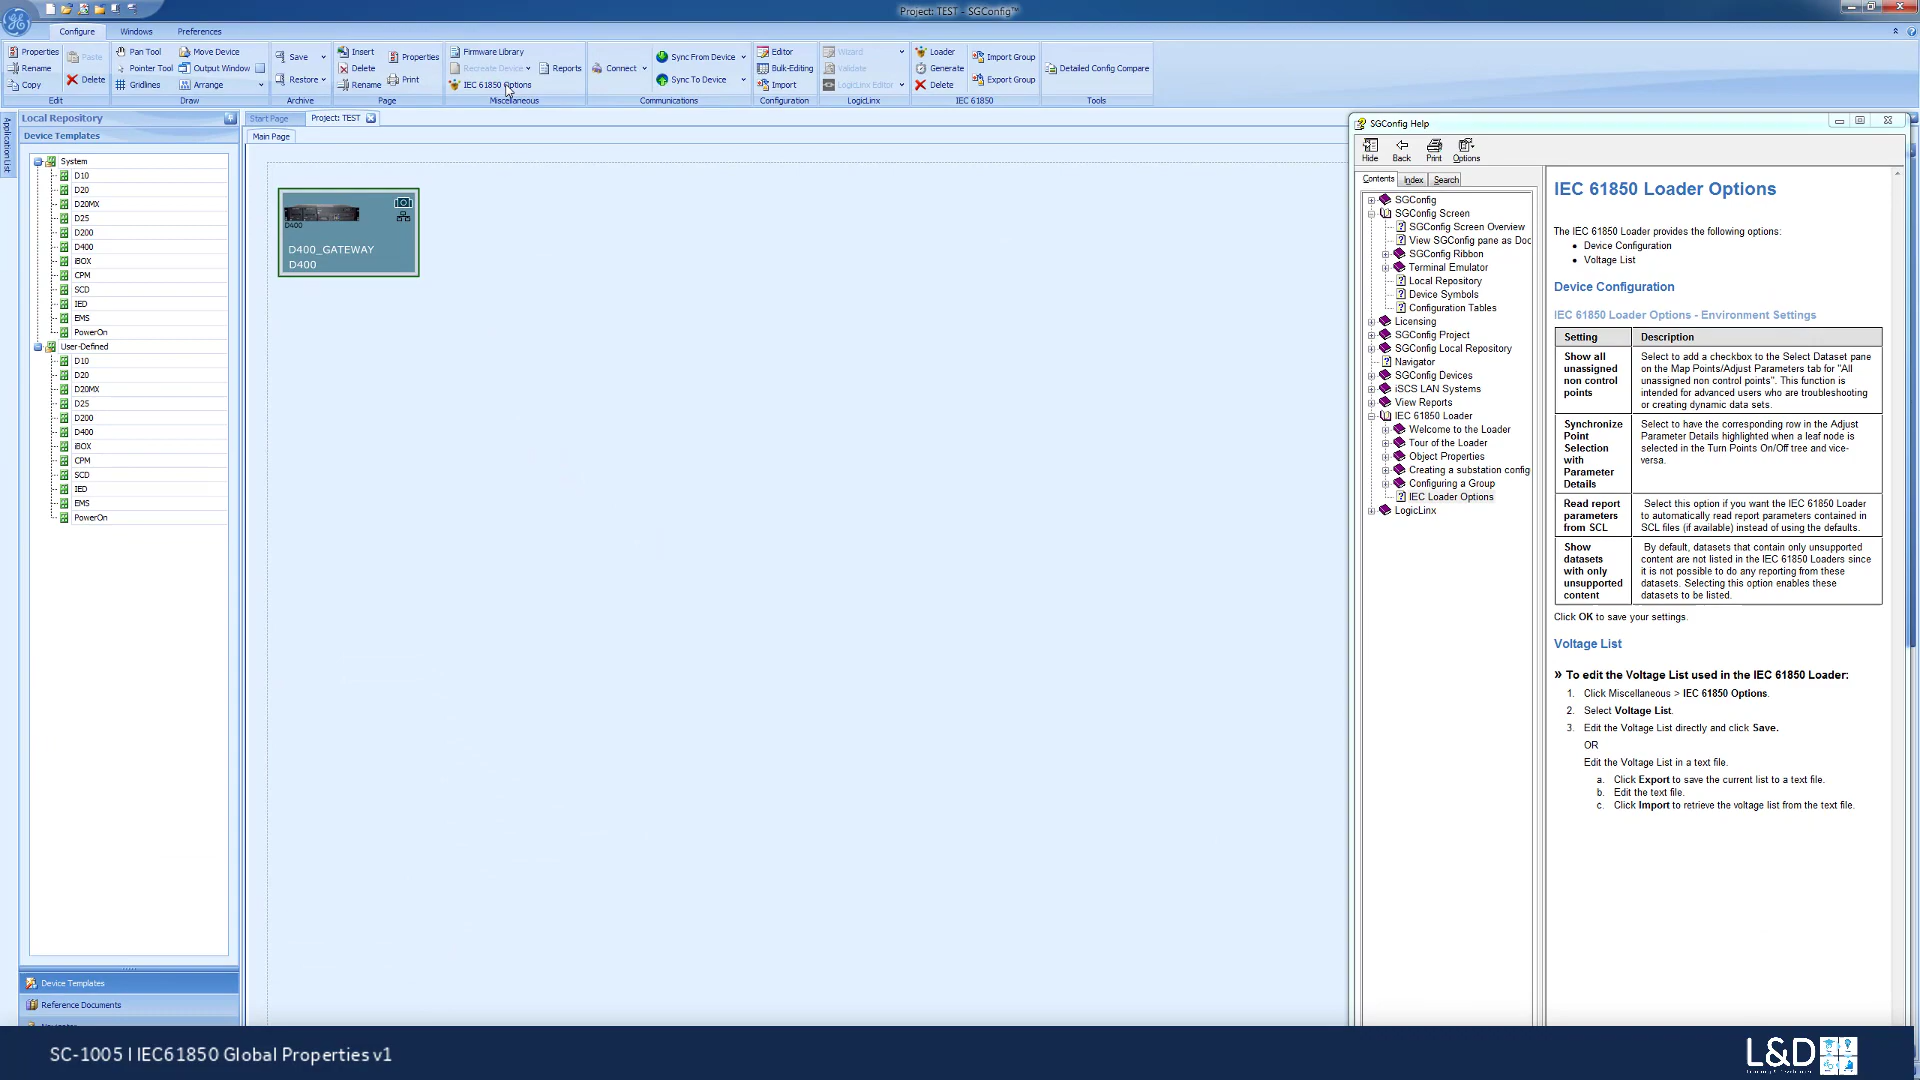 Project: TEST - SGConfig™
Configure Windows Preferences
Properties Paste Pan Tool Move Device Save Insert Properties Firmware Library Connect Sync From Device Editor Wizard Loader Import Group
Rename Pointer Tool Output Window Delete Recreate Device Reports Bulk-Editing Validate Generate Detailed Config Compare
Copy Delete Gridlines Arrange Restore Rename Print IEC 61850 Options Sync To Device Import LogicLinx Editor Delete Export Group
Edit Draw Archive Page Miscellaneous Communications Configuration LogicLinx IEC 61850 Tools
Application List
Local Repository
Device Templates
System
D10
D20
D20MX
D25
D200
D400
iBOX
CPM
SCD
IED
EMS
PowerOn
User-Defined
D10
D20
D20MX
D25
D200
D400
iBOX
CPM
SCD
IED
EMS
PowerOn
Device Templates
Reference Documents
Start Page Project: TEST
Main Page
D400
D400_GATEWAY
D400
SGConfig Help
Hide Back Print Options
Contents Index Search
SGConfig
SGConfig Screen
SGConfig Screen Overview
View SGConfig pane as Doc
SGConfig Ribbon
Terminal Emulator
Local Repository
Device Symbols
Configuration Tables
Licensing
SGConfig Project
SGConfig Local Repository
Navigator
SGConfig Devices
iSCS LAN Systems
View Reports
IEC 61850 Loader
Welcome to the Loader
Tour of the Loader
Object Properties
Creating a substation config
Configuring a Group
IEC Loader Options
LogicLinx
IEC 61850 Loader Options
The IEC 61850 Loader provides the following options:
• Device Configuration
• Voltage List
Device Configuration
IEC 61850 Loader Options - Environment Settings
Setting Description
Show all unassigned non control points
Select to add a checkbox to the Select Dataset pane
on the Map Points/Adjust Parameters tab for "All
unassigned non control points". This function is
intended for advanced users who are troubleshooting
or creating dynamic data sets.
Synchronize Point Selection with Parameter Details
Select to have the corresponding row in the Adjust
Parameter Details highlighted when a leaf node is
selected in the Turn Points On/Off tree and vice-
versa.
Read report parameters from SCL
Select this option if you want the IEC 61850 Loader
to automatically read report parameters contained in
SCL files (if available) instead of using the defaults.
Show datasets with only unsupported content
By default, datasets that contain only unsupported
content are not listed in the IEC 61850 Loaders since
it is not possible to do any reporting from these
datasets. Selecting this option enables these
datasets to be listed.
Click OK to save your settings.
Voltage List
» To edit the Voltage List used in the IEC 61850 Loader:
1. Click Miscellaneous > IEC 61850 Options.
2. Select Voltage List.
3. Edit the Voltage List directly and click Save.
OR
Edit the Voltage List in a text file.
a. Click Export to save the current list to a text file.
b. Edit the text file.
c. Click Import to retrieve the voltage list from the text file.
SC-1005 I IEC61850 Global Properties v1
L&D